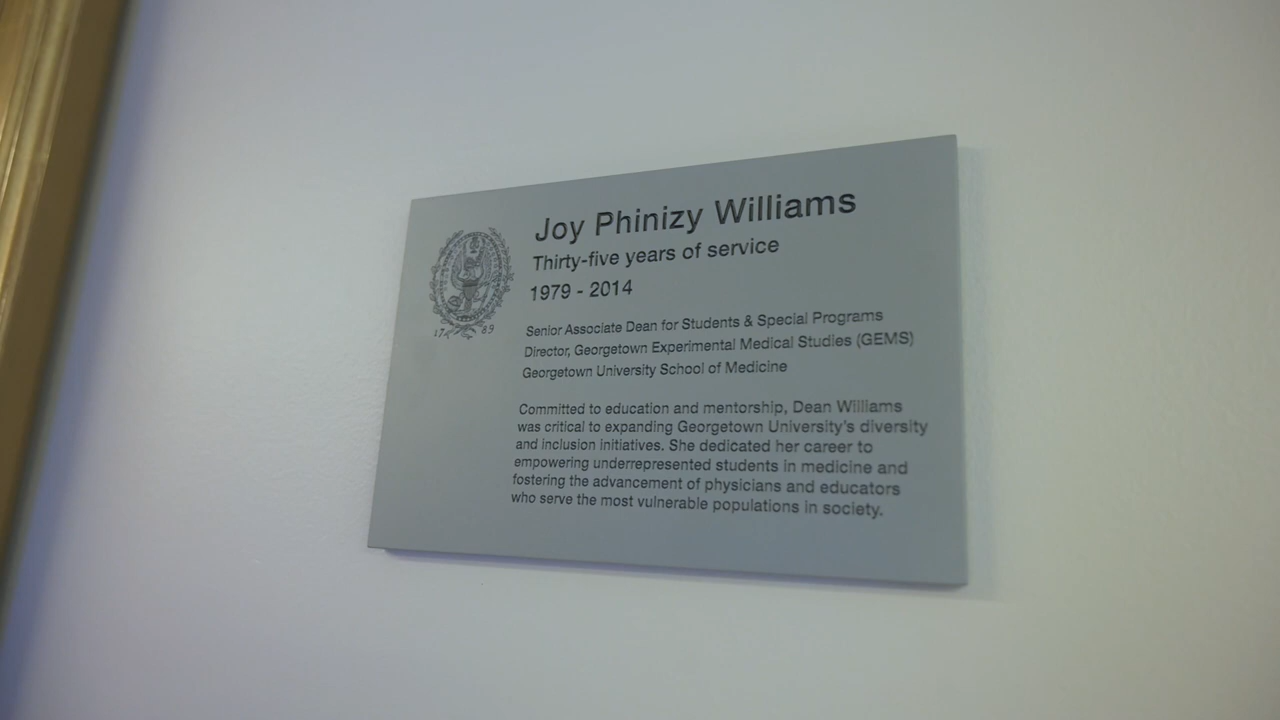 Joy Phinizy Williams
Thirty-five years of service
1979 - 2014
17 89
Senior Associate Dean for Students & Special Programs
Director, Georgetown Experimental Medical Studies (GEMS)
Georgetown University School of Medicine
Committed to education and mentorship, Dean Williams
was critical to expanding Georgetown University's diversity
and inclusion initiatives. She dedicated her career to
empowering underrepresented students in medicine and
fostering the advancement of physicians and educators
who serve the most vulnerable populations in society.